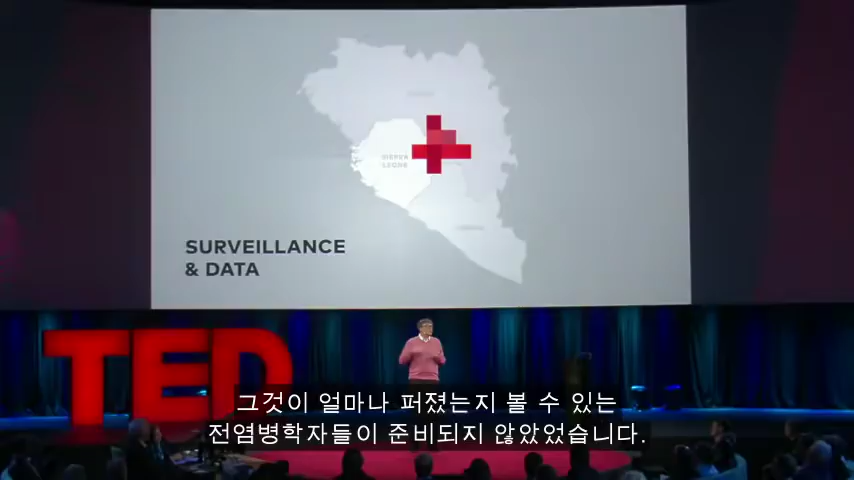 SIERRA
LEONE
SURVEILLANCE
& DATA
TED
그것이 얼마나 퍼졌는지 볼 수 있는
전염병학자들이 준비되지 않았었습니다.